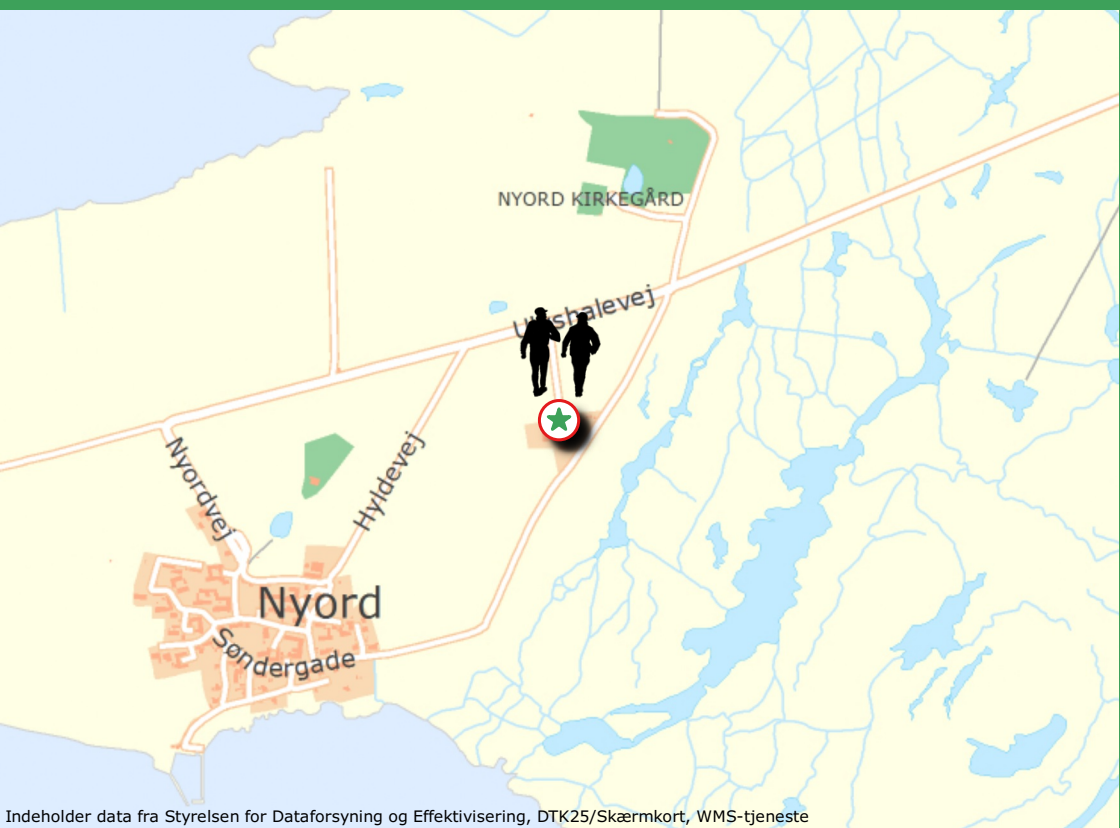 NYORD KIRKEGÅRD
Nyordvej
Hyldevej
Nyord
Søndergade
Indeholder data fra Styrelsen for Dataforsyning og Effektivisering, DTK25/Skærmkort, WMS-tjeneste